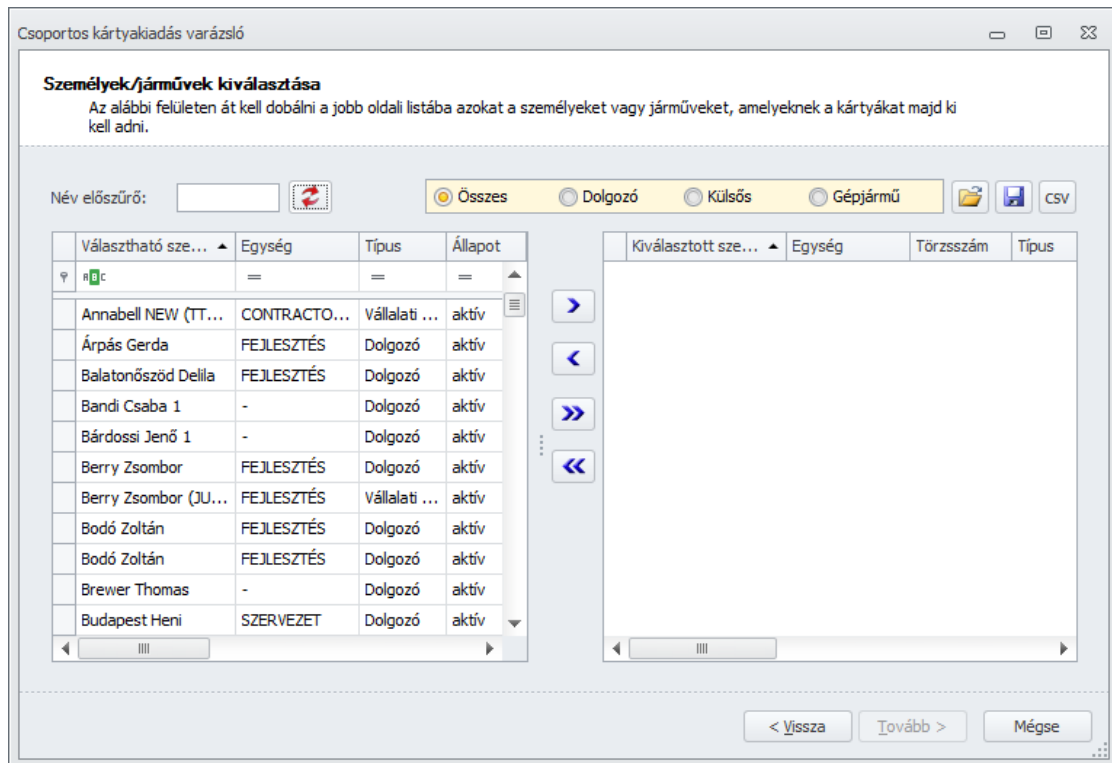 Csoportos kártyakiadás varázsló
Személyek/járművek kiválasztása
Az alábbi felületen át kell dobálni a jobb oldali listába azokat a személyeket vagy járműveket, amelyeknek a kártyákat majd ki
kell adni.
Név előszűrő:
Összes Dolgozó Külsős Gépjármű CSV
Választható sze... Egység Típus Állapot
Kiválasztott sze... Egység Törzsszám Típus
ABC = = =
Annabell NEW (TT... CONTRACTO... Vállalati ... aktív
Árpás Gerda FEJLESZTÉS Dolgozó aktív
Balatonőszöd Delila FEJLESZTÉS Dolgozó aktív
Bandi Csaba 1 - Dolgozó aktív
Bárdossi Jenő 1 - Dolgozó aktív
Berry Zsombor FEJLESZTÉS Dolgozó aktív
Berry Zsombor (JU... FEJLESZTÉS Vállalati ... aktív
Bodó Zoltán FEJLESZTÉS Dolgozó aktív
Bodó Zoltán FEJLESZTÉS Dolgozó aktív
Brewer Thomas - Dolgozó aktív
Budapest Heni SZERVEZET Dolgozó aktív
< Vissza Tovább > Mégse